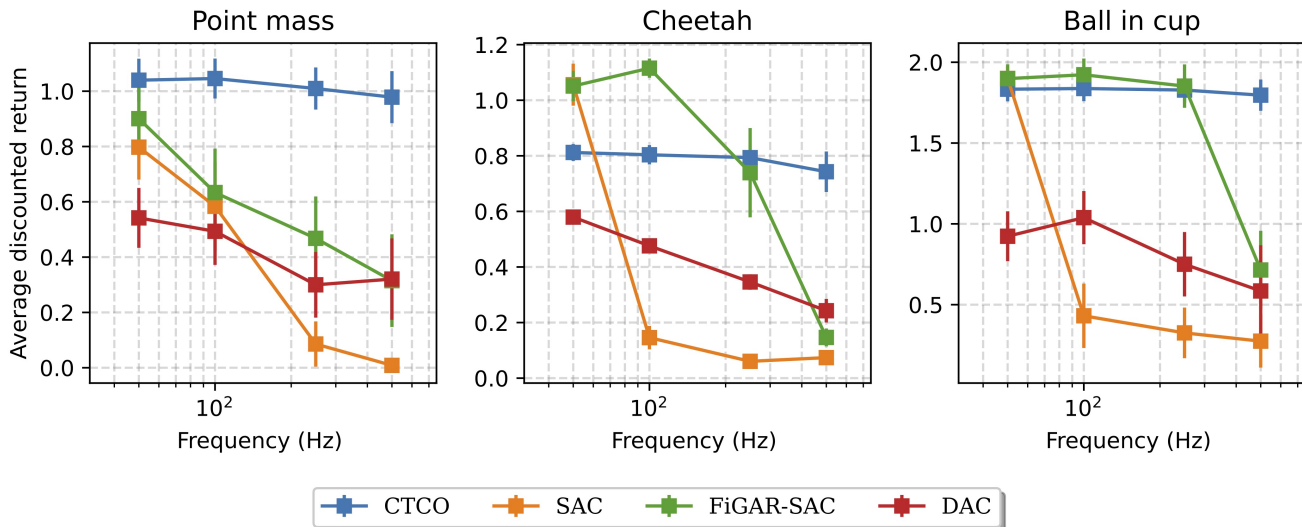 Point mass
Cheetah
Ball in cup
Average discounted return
1.0
0.8
0.6
0.4
0.2
0.0
10²
Frequency (Hz)
1.2
1.0
0.8
0.6
0.4
0.2
0.0
10²
Frequency (Hz)
2.0
1.5
1.0
0.5
10²
Frequency (Hz)
CTCO SAC FiGAR-SAC DAC